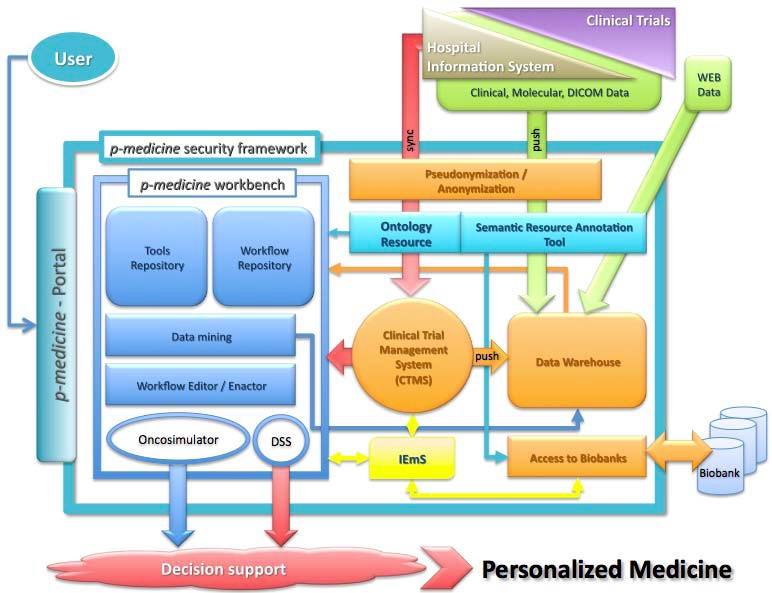 Clinical Trials
User
Hospital
Information System
WEB
Data
Clinical, Molecular, DICOM Data
sync
push
p-medicine security framework
Pseudonymization /
Anonymization
p-medicine workbench
Tools
Repository
Workflow
Repository
Ontology
Resource
Semantic Resource Annotation
Tool
p-medicine - Portal
Data mining
Clinical Trial
Management
System
(CTMS)
push
Data Warehouse
Workflow Editor / Enactor
Oncosimulator
DSS
IEmS
Access to Biobanks
Biobank
Decision support
Personalized Medicine